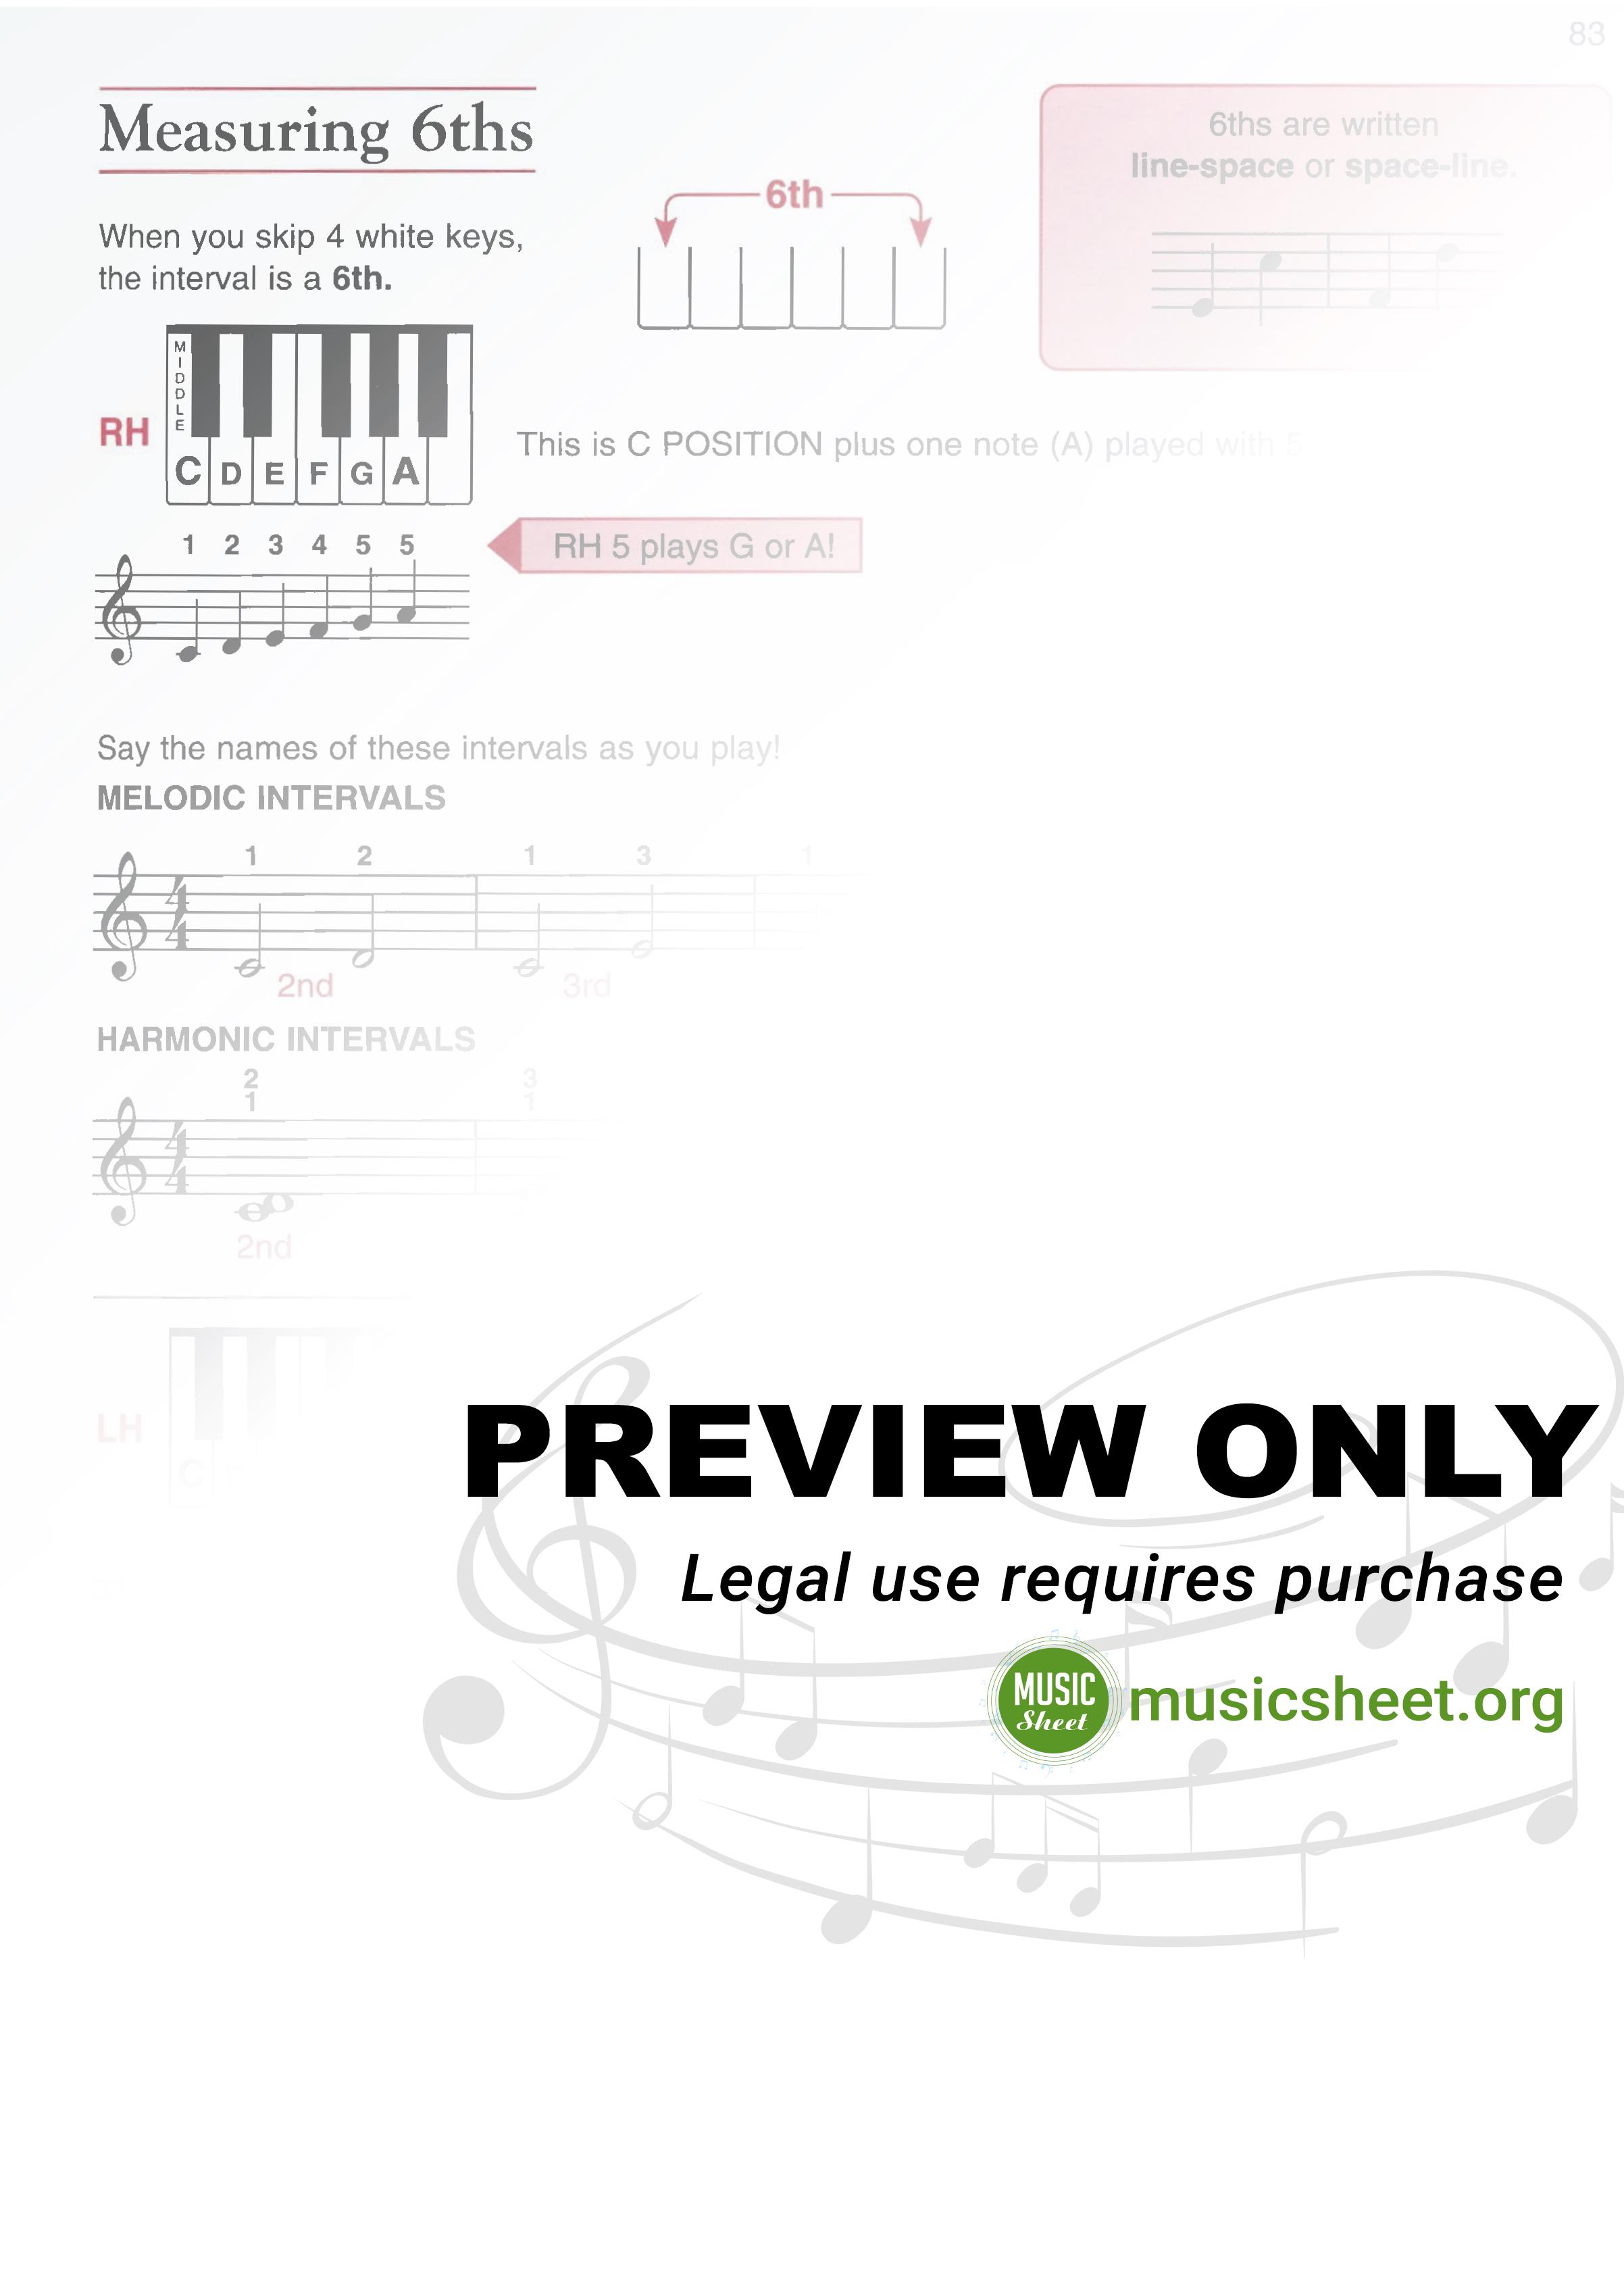 83
Measuring 6ths
6ths are written
line-space or space-line.
6th
When you skip 4 white keys,
the interval is a 6th.
MIDDLE
RH
C D E F G A
This is C POSITION plus one note (A) played with 5
1 2 3 4 5 5
RH 5 plays G or A!
Say the names of these intervals as you play!
MELODIC INTERVALS
1 2 1 3 1
4
4
2nd 3rd
HARMONIC INTERVALS
2 3
1 1
4
4
2nd
LH
C
PREVIEW ONLY
Legal use requires purchase
MUSIC
Sheet
musicsheet.org